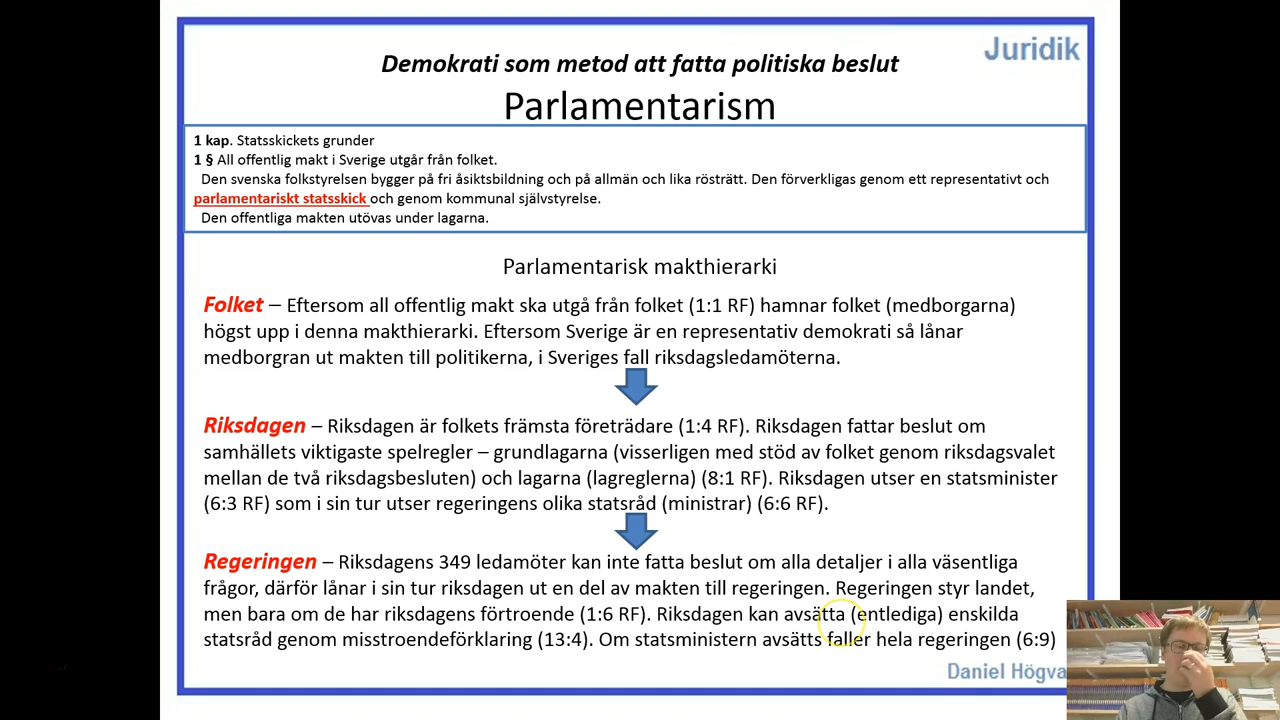 Juridik
Demokrati som metod att fatta politiska beslut
Parlamentarism
1 kap. Statsskickets grunder
1 § All offentlig makt i Sverige utgår från folket.
Den svenska folkstyrelsen bygger på fri åsiktsbildning och på allmän och lika rösträtt. Den förverkligas genom ett representativt och
parlamentariskt statsskick och genom kommunal självstyrelse.
Den offentliga makten utövas under lagarna.
Parlamentarisk makthierarki
Folket – Eftersom all offentlig makt ska utgå från folket (1:1 RF) hamnar folket (medborgarna)
högst upp i denna makthierarki. Eftersom Sverige är en representativ demokrati så lånar
medborgran ut makten till politikerna, i Sveriges fall riksdagsledamöterna.
Riksdagen – Riksdagen är folkets främsta företrädare (1:4 RF). Riksdagen fattar beslut om
samhällets viktigaste spelregler – grundlagarna (visserligen med stöd av folket genom riksdagsvalet
mellan de två riksdagsbesluten) och lagarna (lagreglerna) (8:1 RF). Riksdagen utser en statsminister
(6:3 RF) som i sin tur utser regeringens olika statsråd (ministrar) (6:6 RF).
Regeringen – Riksdagens 349 ledamöter kan inte fatta beslut om alla detaljer i alla väsentliga
frågor, därför lånar i sin tur riksdagen ut en del av makten till regeringen. Regeringen styr landet,
men bara om de har riksdagens förtroende (1:6 RF). Riksdagen kan avsätta (entlediga) enskilda
statsråd genom misstroendeförklaring (13:4). Om statsministern avsätts faller hela regeringen (6:9)
Daniel Högva